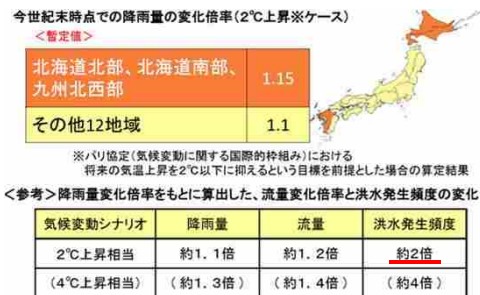 今世紀末時点での降雨量の変化倍率(2℃上昇※ケース)
<暫定値>
北海道北部、北海道南部、
九州北西部
1.15
その他12地域
1.1
※パリ協定(気候変動に関する国際的枠組み)における
将来の気温上昇を2℃以下に抑えるという目標を前提とした場合の算定結果
<参考>降雨量変化倍率をもとに算出した、流量変化倍率と洪水発生頻度の変化
気候変動シナリオ 降雨量 流量 洪水発生頻度
2℃上昇相当 約1.1倍 約1.2倍 約2倍
(4℃上昇相当) (約1.3倍) (約1.4倍) (約4倍)